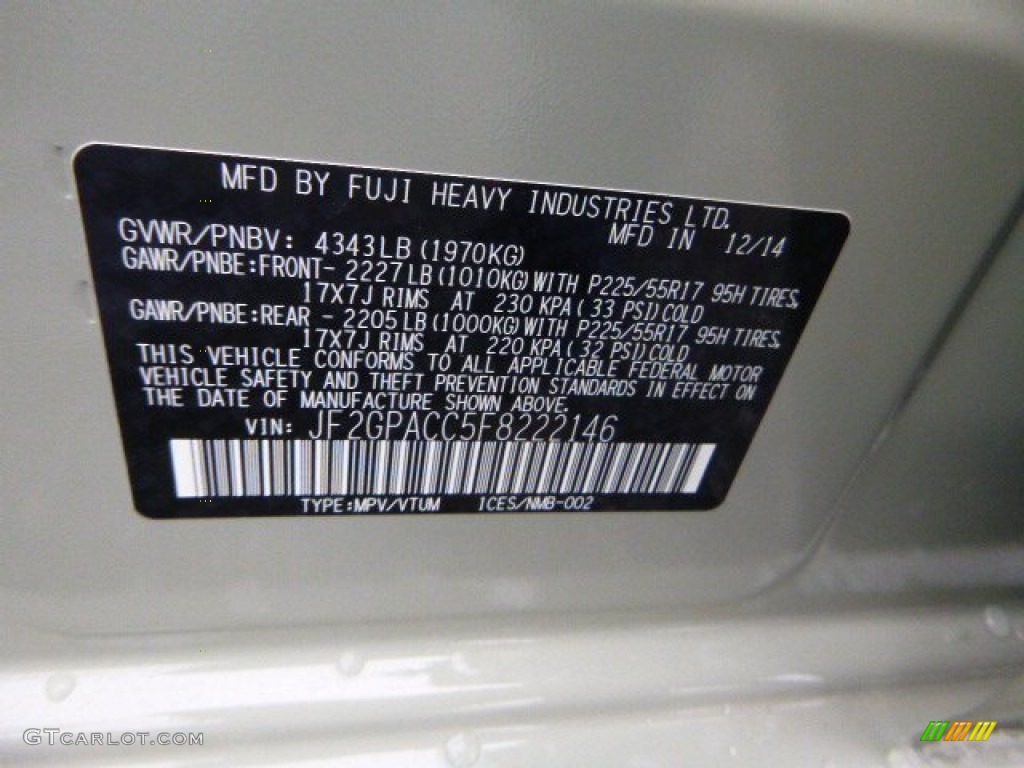 MFD BY FUJI HEAVY INDUSTRIES LTD.
MFD IN 12/14
GVWR/PNBV: 4343LB (1970KG)
GAWR/PNBE:FRONT- 2227LB (1010KG) WITH P225/55R17 95H TIRES,
17X7J RIMS AT 230 KPA ( 33 PSI) COLD
GAWR/PNBE:REAR - 2205LB (1000KG) WITH P225/55R17 95H TIRES,
17X7J RIMS AT 220 KPA ( 32 PSI) COLD
THIS VEHICLE CONFORMS TO ALL APPLICABLE FEDERAL MOTOR
VEHICLE SAFETY AND THEFT PREVENTION STANDARDS IN EFFECT ON
THE DATE OF MANUFACTURE SHOWN ABOVE.
VIN: JF2GPACC5F8222146
TYPE:MPV/VTUM ICES/NMB-002
GTCARLOT.COM